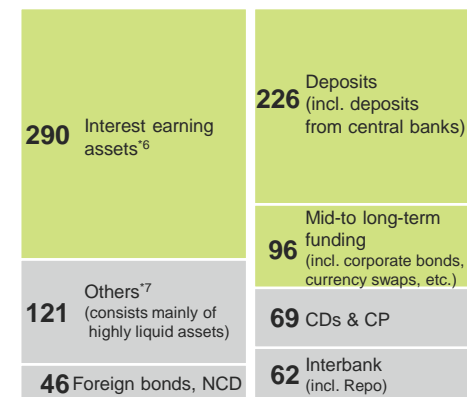 290 Interest earning
assets*6
121 Others*7
(consists mainly of
highly liquid assets)
46 Foreign bonds, NCD
226 Deposits
(incl. deposits
from central banks)
96 Mid-to long-term
funding
(incl. corporate bonds,
currency swaps, etc.)
69 CDs & CP
62 Interbank
(incl. Repo)